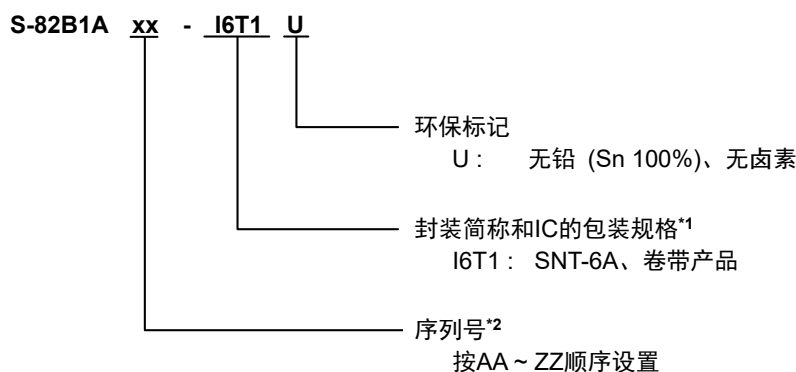 S-82B1A xx - I6T1 U
环保标记
U : 无铅 (Sn 100%)、无卤素
封装简称和IC的包装规格*1
I6T1 : SNT-6A、卷带产品
序列号*2
按AA ~ ZZ顺序设置